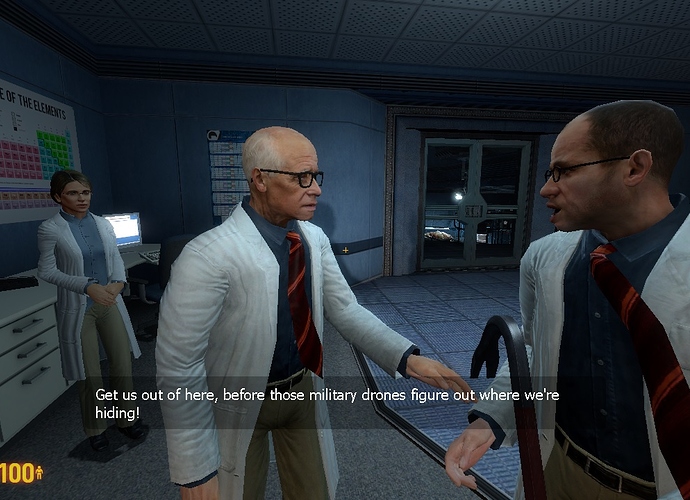 E OF THE ELEMENTS
Get us out of here, before those military drones figure out where we're
hiding!
100